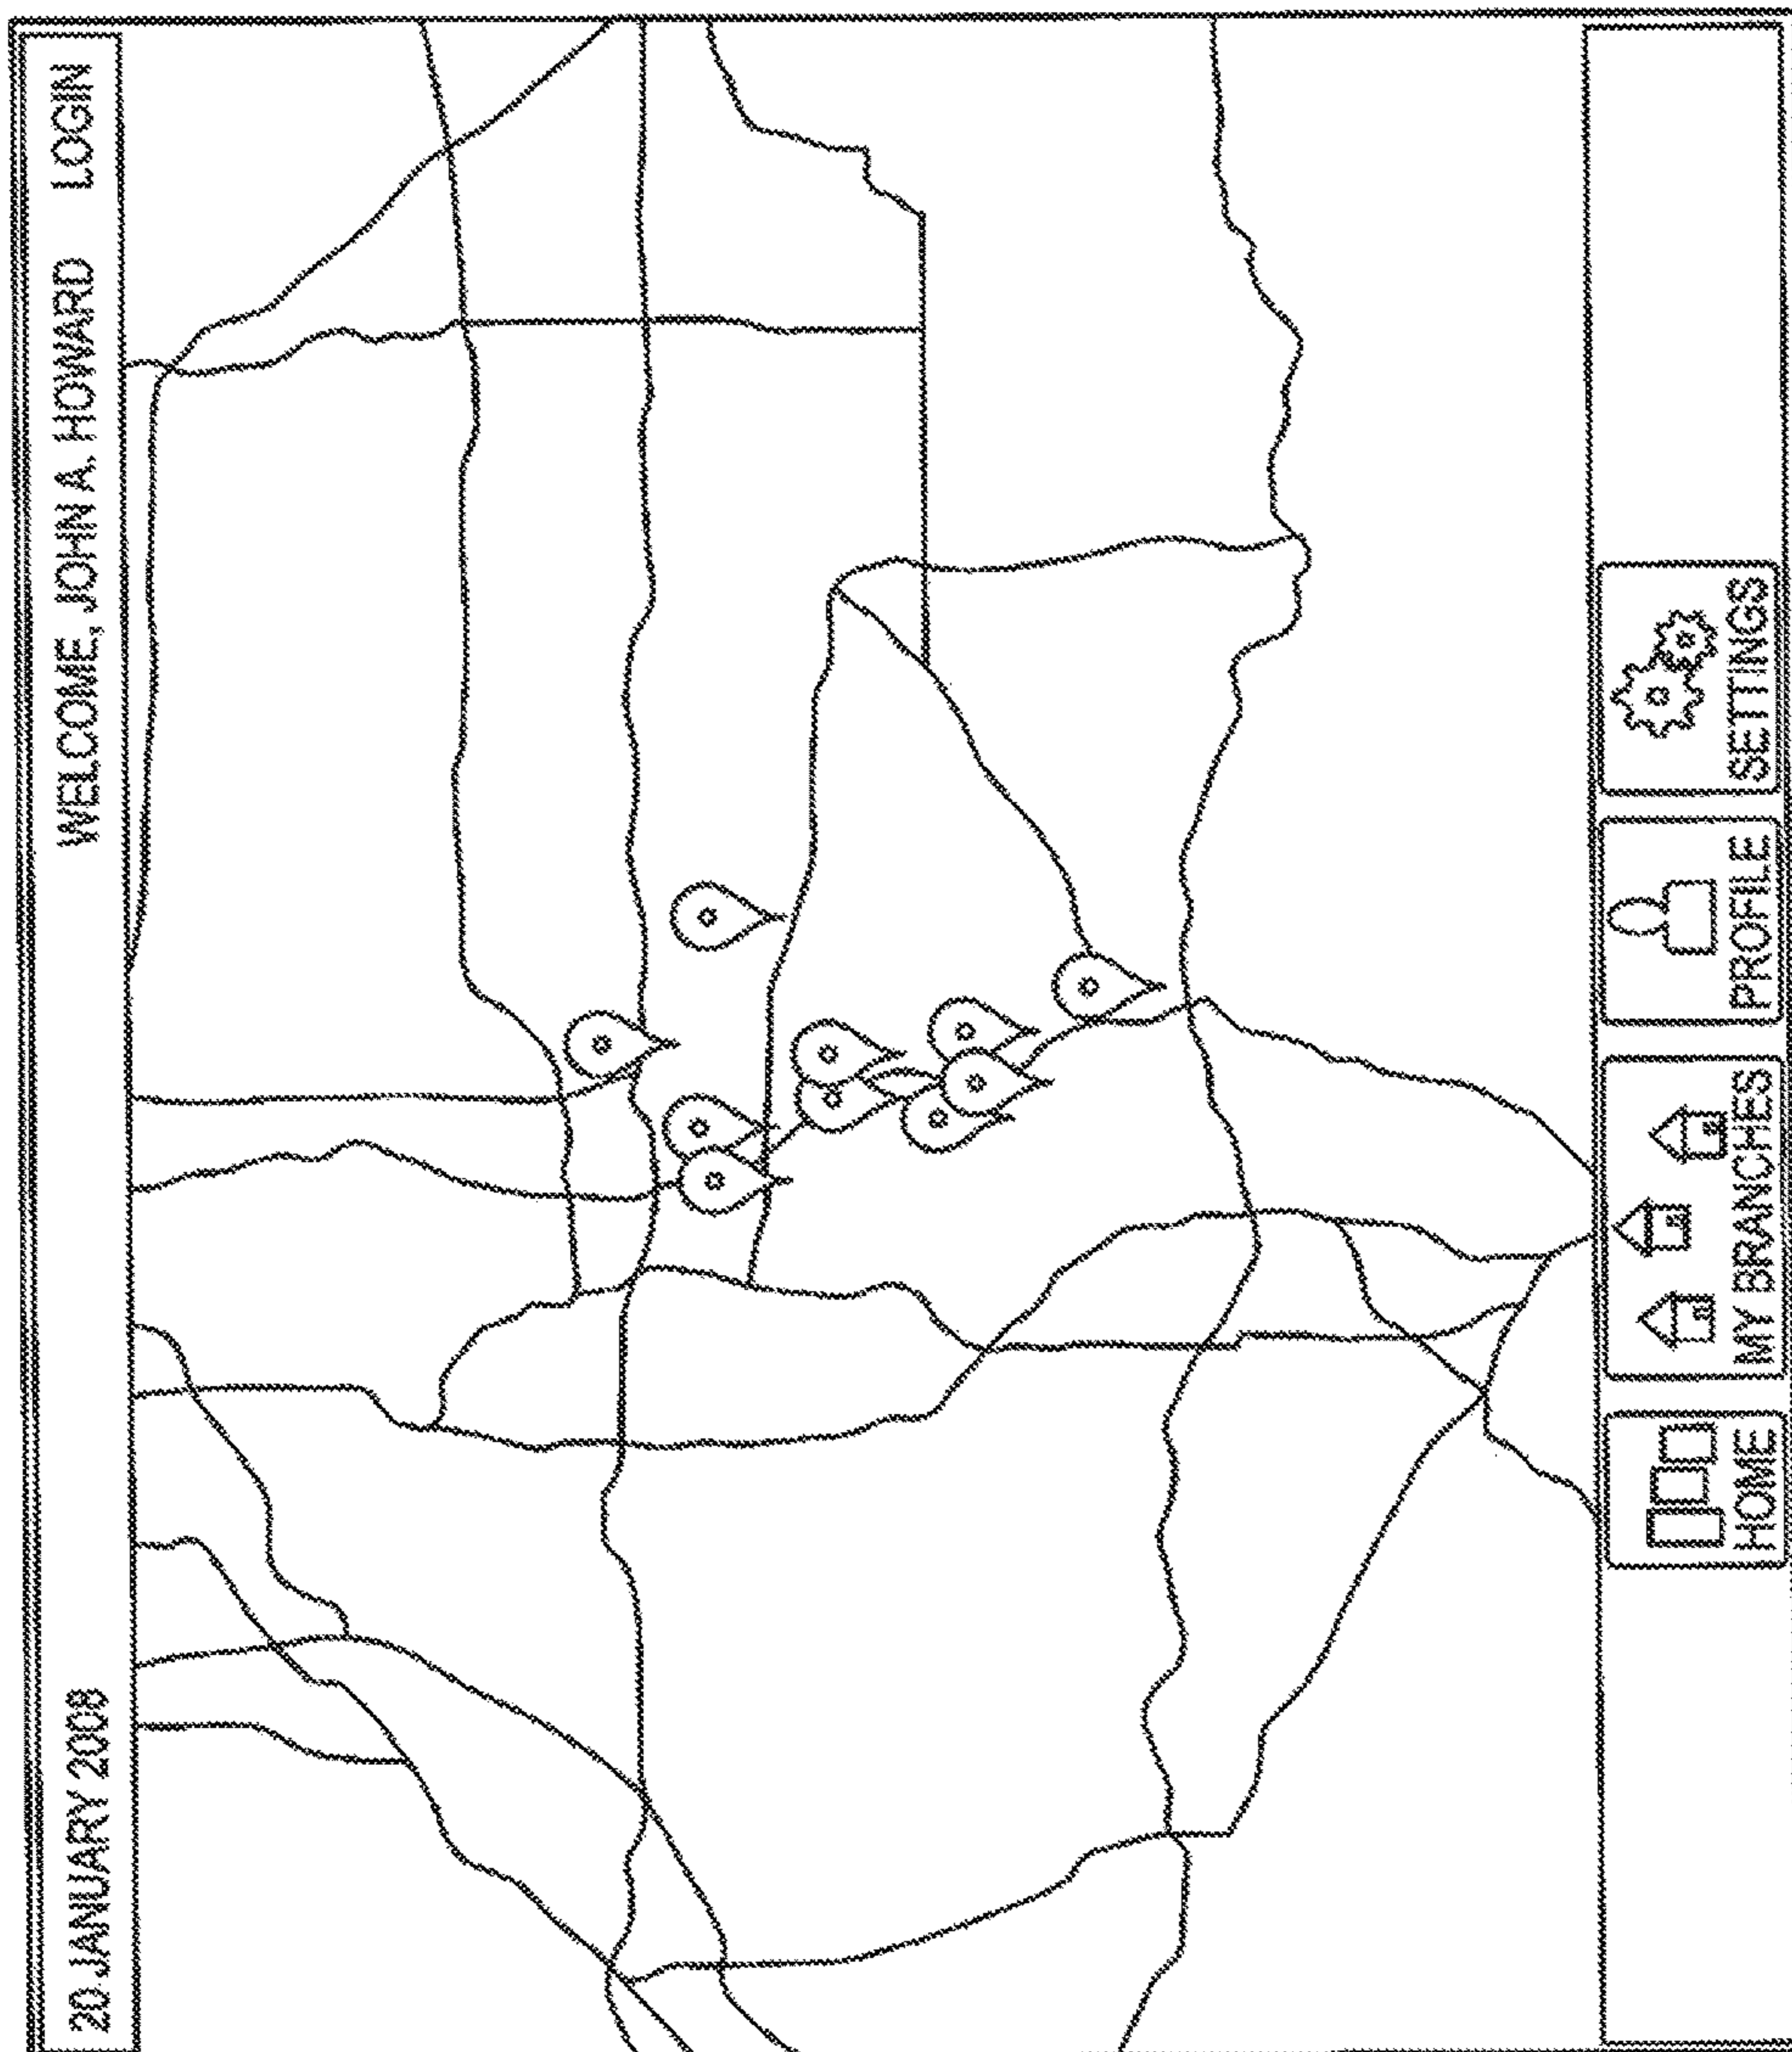 20 JANUARY 2008 WELCOME, JOHN A. HOWARD LOGIN
HOME MY BRANCHES PROFILE SETTINGS